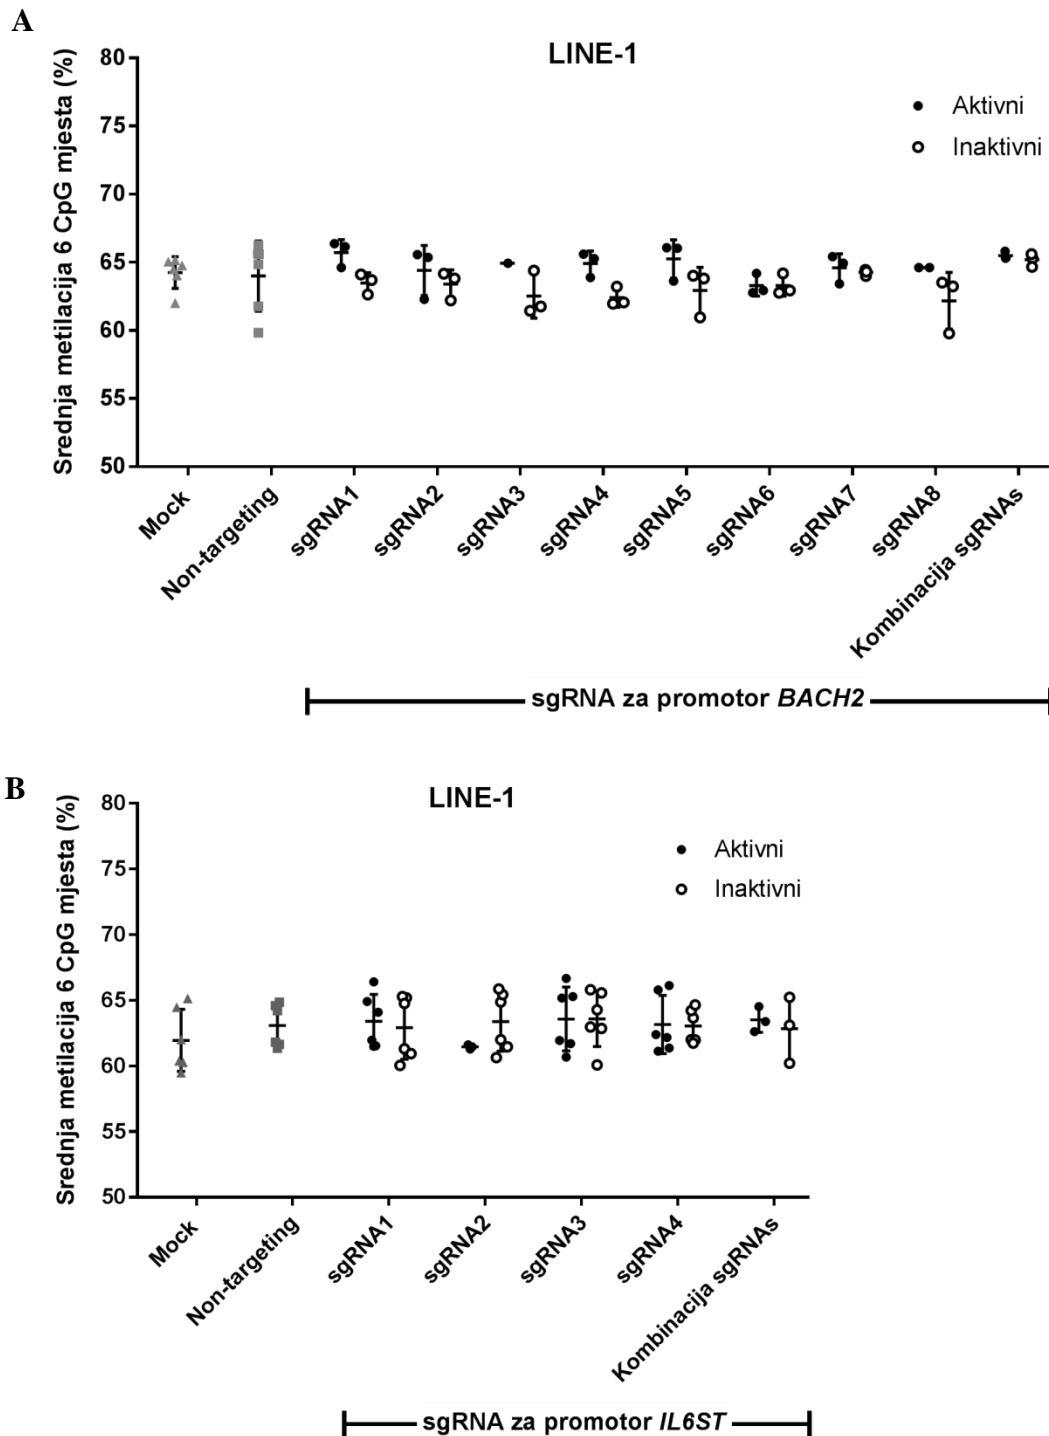 A
LINE-1
Srednja metilacija 6 CpG mjesta (%)
80
75
70
65
60
55
50
Aktivni
Inaktivni
Mock
Non-targeting
sgRNA1
sgRNA2
sgRNA3
sgRNA4
sgRNA5
sgRNA6
sgRNA7
sgRNA8
Kombinacija sgRNAs
sgRNA za promotor BACH2
B
LINE-1
Srednja metilacija 6 CpG mjesta (%)
80
75
70
65
60
55
50
Aktivni
Inaktivni
Mock
Non-targeting
sgRNA1
sgRNA2
sgRNA3
sgRNA4
Kombinacija sgRNAs
sgRNA za promotor IL6ST